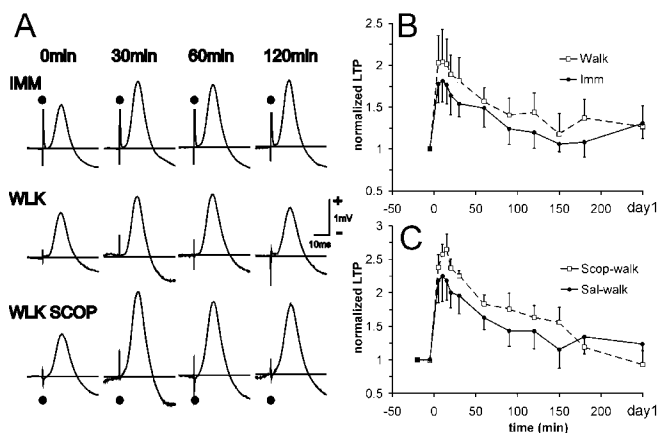 A
0min 30min 60min 120min
IMM
WLK
+
1mV
-
10ms
WLK SCOP
B
normalized LTP
2.5
2
1.5
1
0.5
Walk
Imm
-50 0 50 100 150 200 day1
C
normalized LTP
3
2.5
2
1.5
1
0.5
Scop-walk
Sal-walk
-50 0 50 100 150 200 day1
time (min)